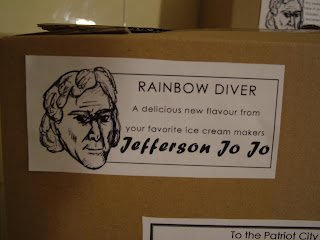 RAINBOW DIVER
A delicious new flavour from
your favorite ice cream makers
Jefferson Jo Jo
To the Patriot City